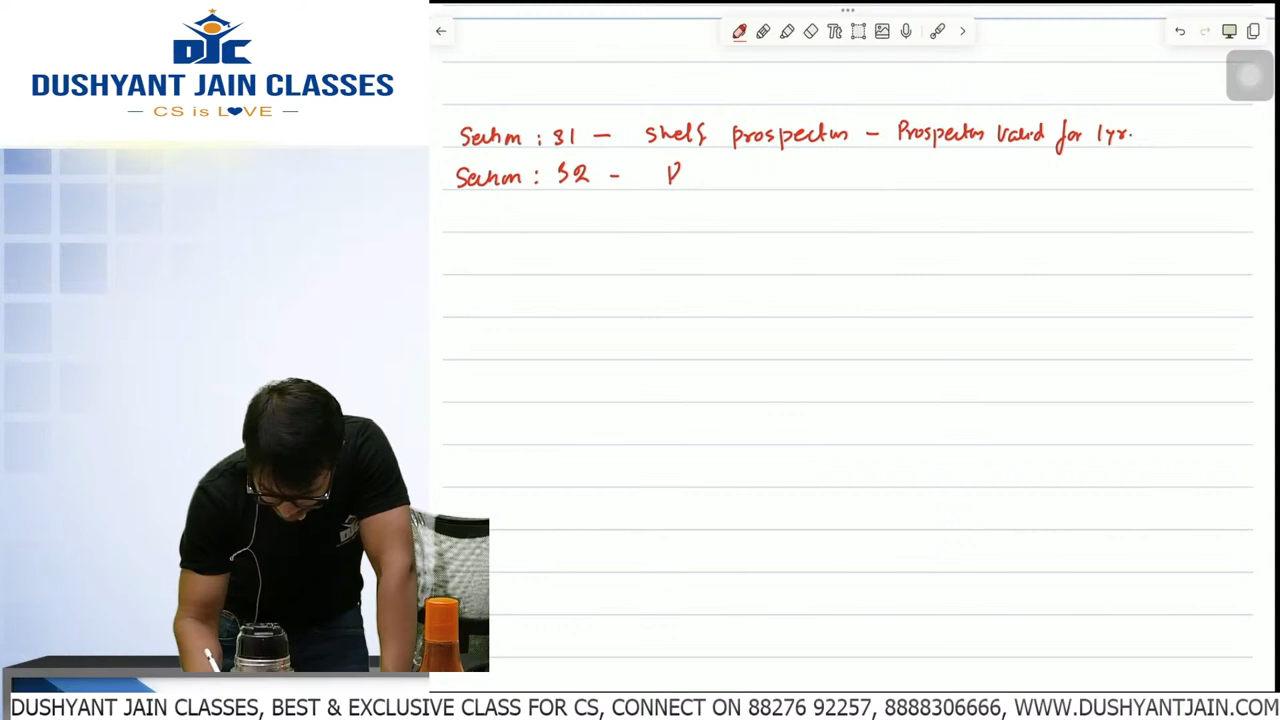 DJC
DUSHYANT JAIN CLASSES
CS is LOVE
Section : 31 – Shelf prospectus – Prospectus valid for 1yr.
Section : 32 -
DUSHYANT JAIN CLASSES, BEST & EXCLUSIVE CLASS FOR CS, CONNECT ON 88276 92257, 8888306666, WWW.DUSHYANTJAIN.COM